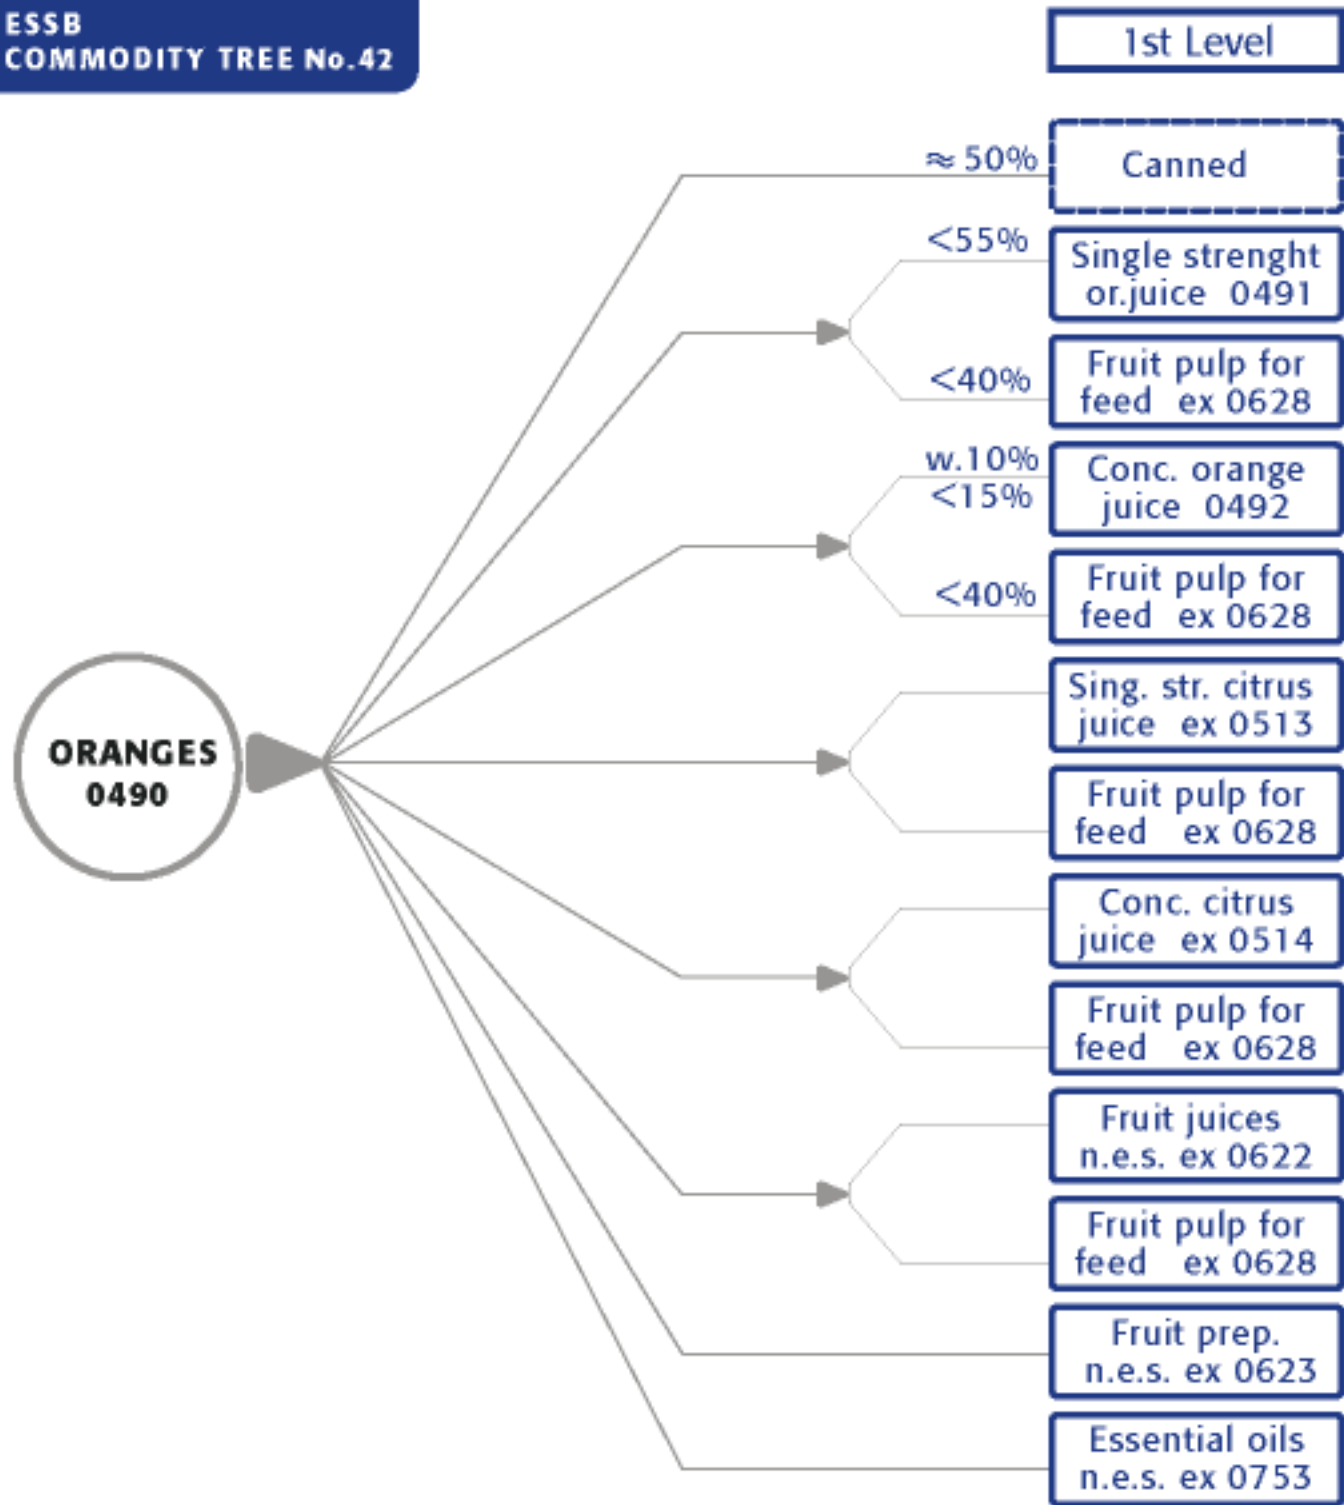 ESSB
COMMODITY TREE No.42
1st Level
≈ 50%
Canned
<55%
Single strenght
or.juice 0491
<40%
Fruit pulp for
feed ex 0628
w.10%
<15%
Conc. orange
juice 0492
<40%
Fruit pulp for
feed ex 0628
ORANGES
0490
Sing. str. citrus
juice ex 0513
Fruit pulp for
feed ex 0628
Conc. citrus
juice ex 0514
Fruit pulp for
feed ex 0628
Fruit juices
n.e.s. ex 0622
Fruit pulp for
feed ex 0628
Fruit prep.
n.e.s. ex 0623
Essential oils
n.e.s. ex 0753